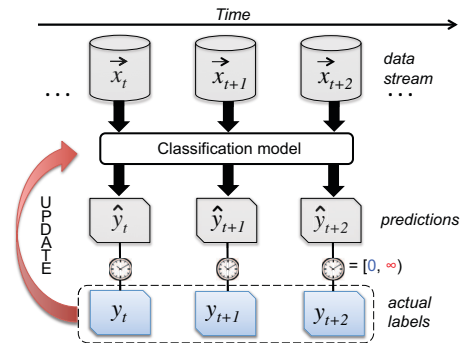 Time
x⃗ₜ x⃗ₜ₊₁ x⃗ₜ₊₂ data
stream
... ...
Classification model
UPDATE
ŷₜ ŷₜ₊₁ ŷₜ₊₂ predictions
= [0, ∞)
yₜ yₜ₊₁ yₜ₊₂ actual
labels